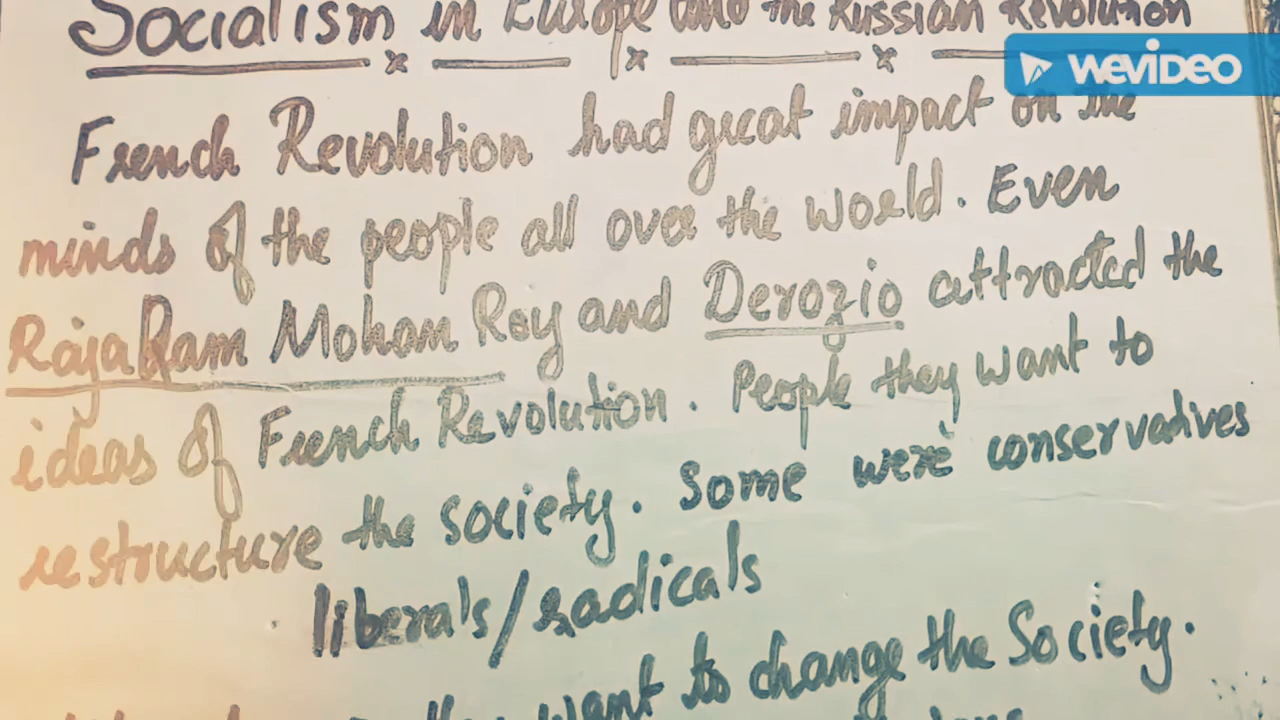 Socialism in Europe and the Russian Revolution
WEVIDEO
French Revolution had great impact on the
minds of the people all over the world. Even
RajaRam Mohan Roy and Derozio attracted the
ideas of French Revolution. People they want to
restructure the society. Some were conservatives
liberals/radicals
want to change the Society.